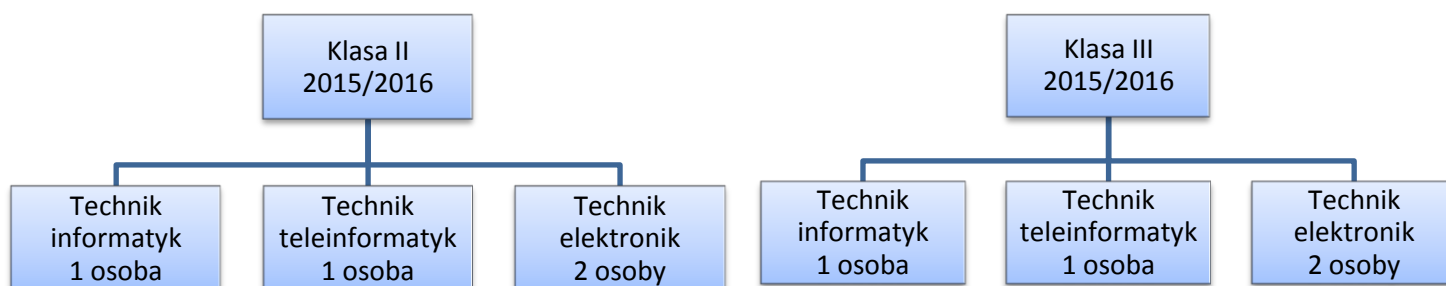 Klasa II
2015/2016
Technik
informatyk
1 osoba
Technik
teleinformatyk
1 osoba
Technik
elektronik
2 osoby
Klasa III
2015/2016
Technik
informatyk
1 osoba
Technik
teleinformatyk
1 osoba
Technik
elektronik
2 osoby